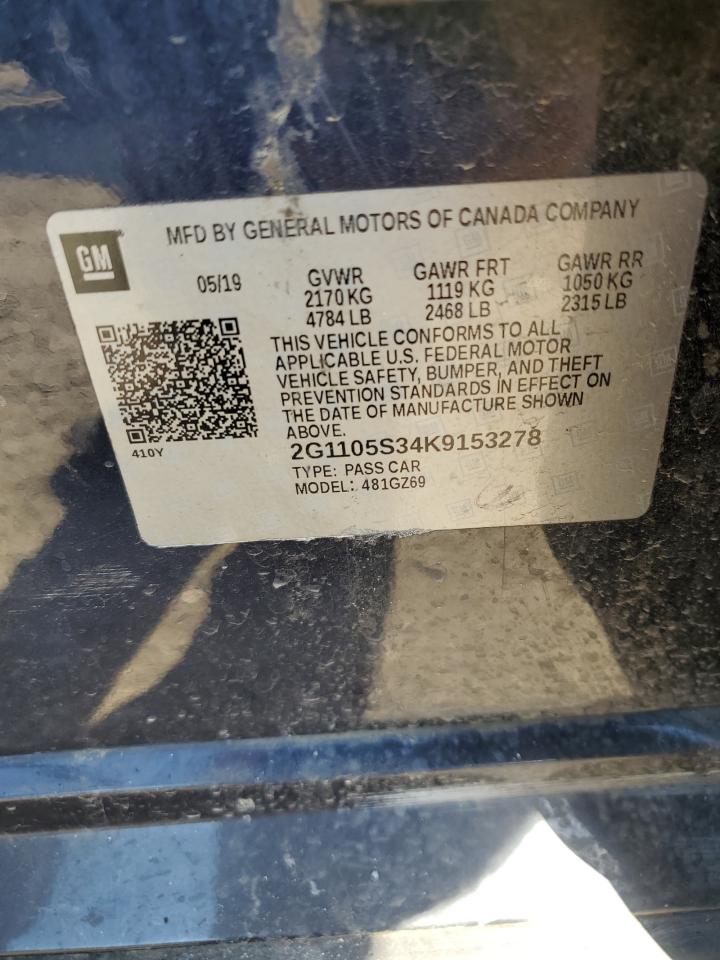 MFD BY GENERAL MOTORS OF CANADA COMPANY
GM
05/19
GVWR
2170 KG
4784 LB
GAWR FRT
1119 KG
2468 LB
GAWR RR
1050 KG
2315 LB
THIS VEHICLE CONFORMS TO ALL
APPLICABLE U.S. FEDERAL MOTOR
VEHICLE SAFETY, BUMPER, AND THEFT
PREVENTION STANDARDS IN EFFECT ON
THE DATE OF MANUFACTURE SHOWN
ABOVE.
410Y
2G1105S34K9153278
TYPE: PASS CAR
MODEL: 481GZ69